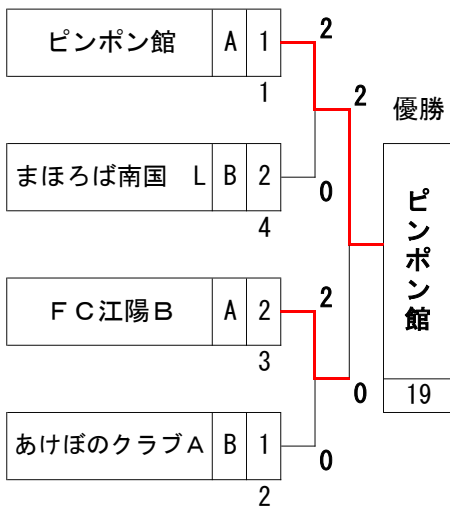 ピンポン館 A 1 2
1
2 優勝
まほろば南国 L B 2 0
4
ピンポン館
FC江陽B A 2 2
3
0 19
あけぼのクラブA B 1 0
2